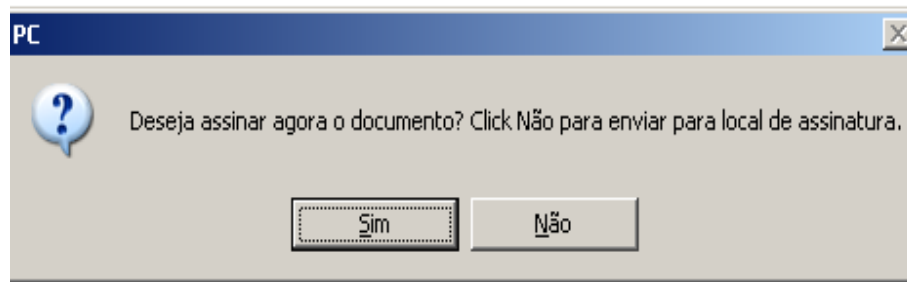 PC
Deseja assinar agora o documento? Click Não para enviar para local de assinatura.
Sim
Não